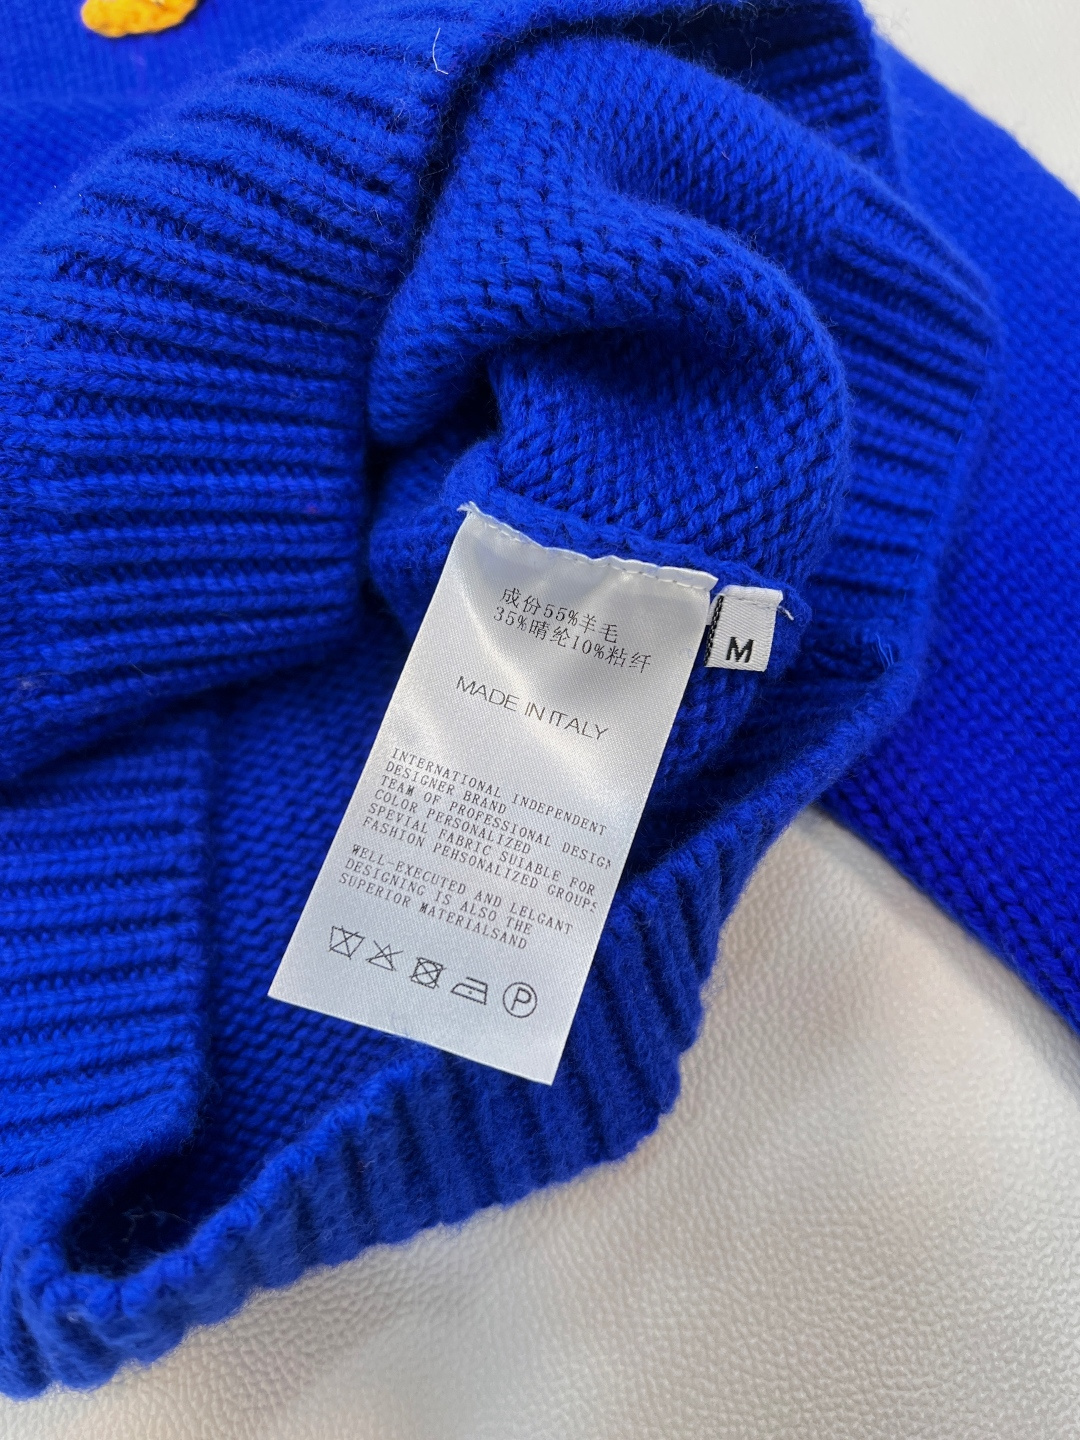 成份55%羊毛
35%晴纶10%粘纤
MADE IN ITALY
INTERNATIONAL INDEPENDENT
DESIGNER BRAND
TEAM OF PROFESSIONAL DESIGN
COLOR PERSONALIZED
SPEVIAL FABRIC SUIABLE FOR
FASHION PEHSONALIZED GROUPS
WELL-EXECUTED AND LELGANT
DESIGNING IS ALSO THE
SUPERIOR MATERIALSAND
P
M